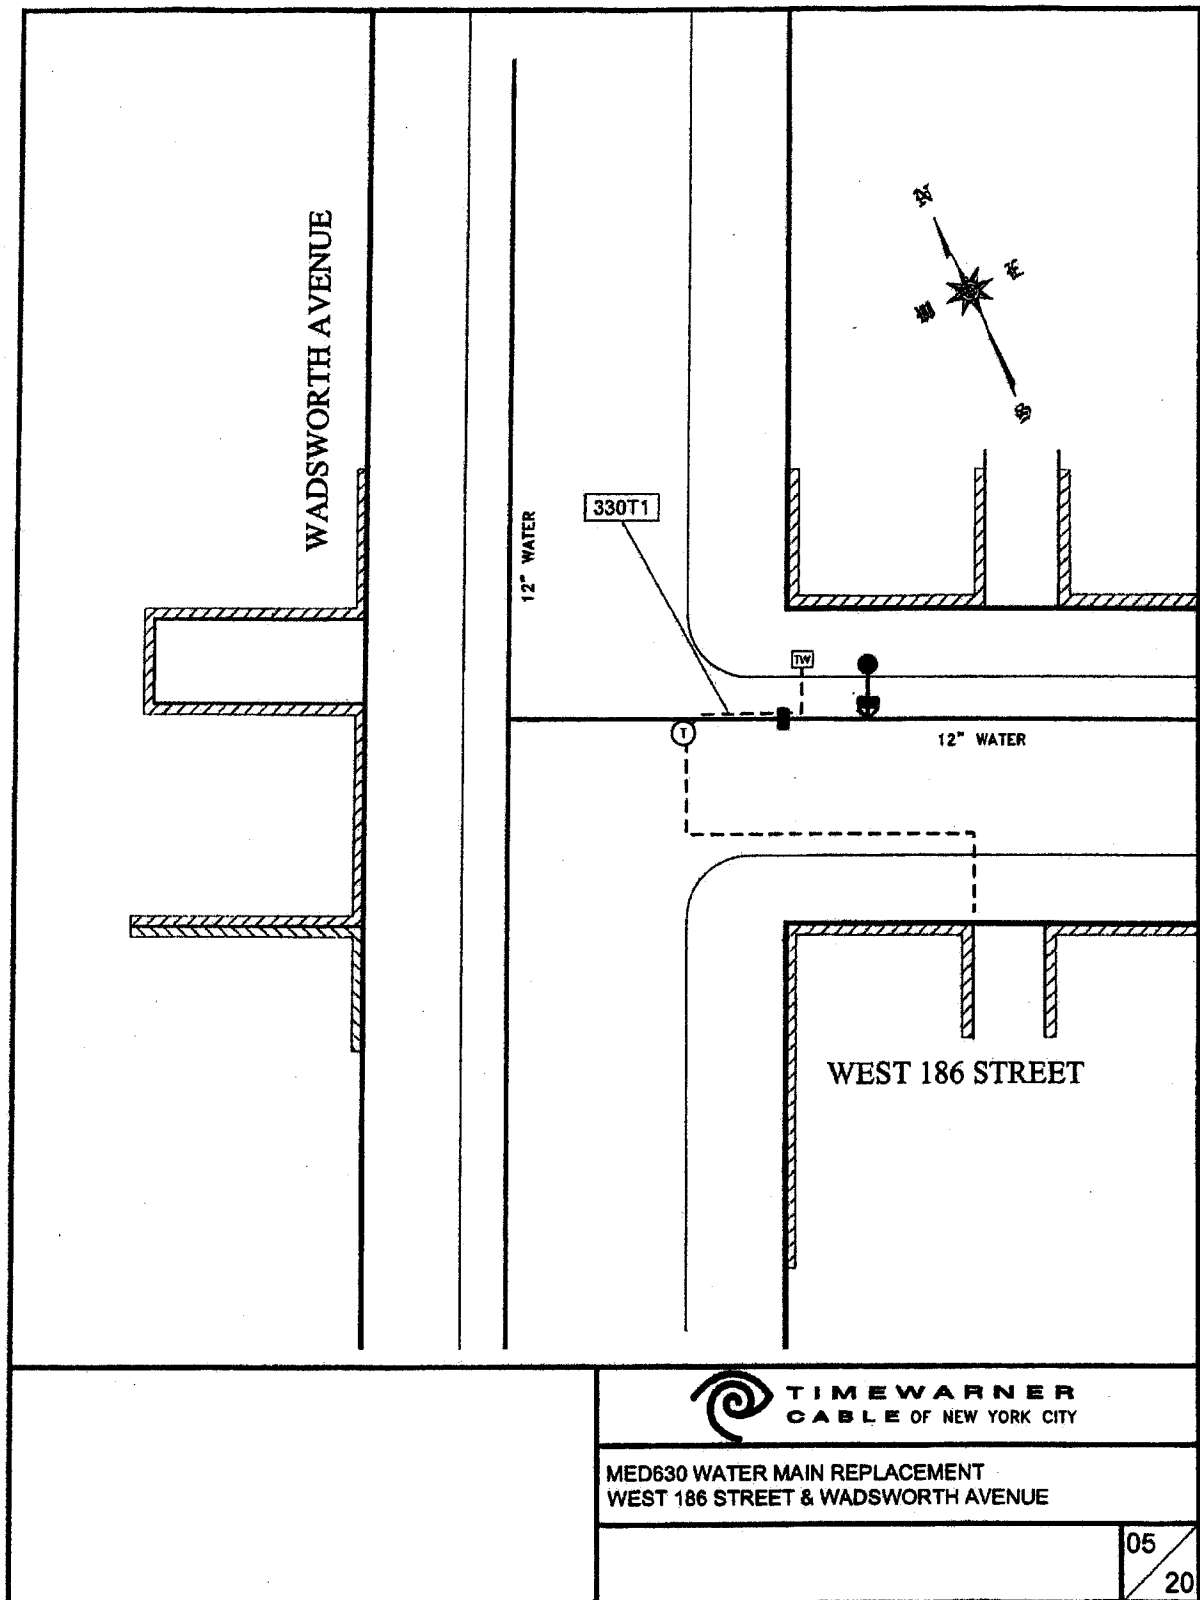 N
E
W
S
WADSWORTH AVENUE
330T1
12" WATER
TW
T
12" WATER
WEST 186 STREET
TIMEWARNER
CABLE OF NEW YORK CITY
MED630 WATER MAIN REPLACEMENT
WEST 186 STREET & WADSWORTH AVENUE
05
20